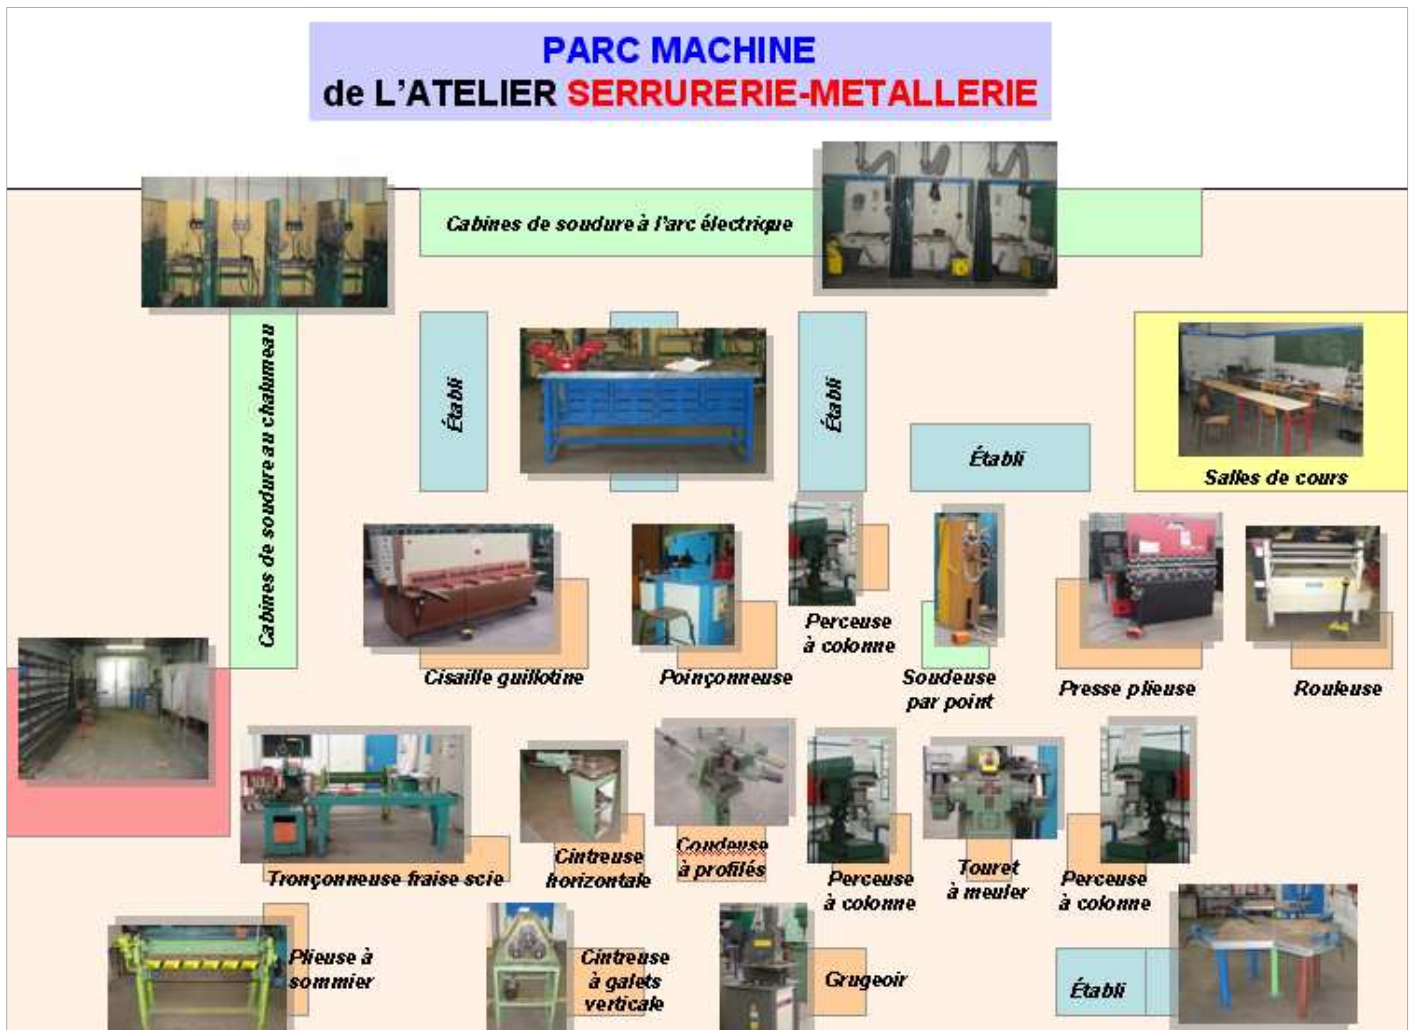 PARC MACHINE
de L'ATELIER SERRURERIE-METALLERIE
Cabines de soudure à l'arc électrique
Cabines de soudure au chalumeau
Établi
Établi
Établi
Salles de cours
Cisaille guillotine
Poinçonneuse
Perceuse
à colonne
Soudeuse
par point
Presse plieuse
Rouleuse
Tronçonneuse fraise scie
Cintreuse
horizontale
Coudeuse
à profilés
Perceuse
à colonne
Touret
à meuler
Perceuse
à colonne
Plieuse à
sommier
Cintreuse
à galets
verticale
Grugeoir
Établi